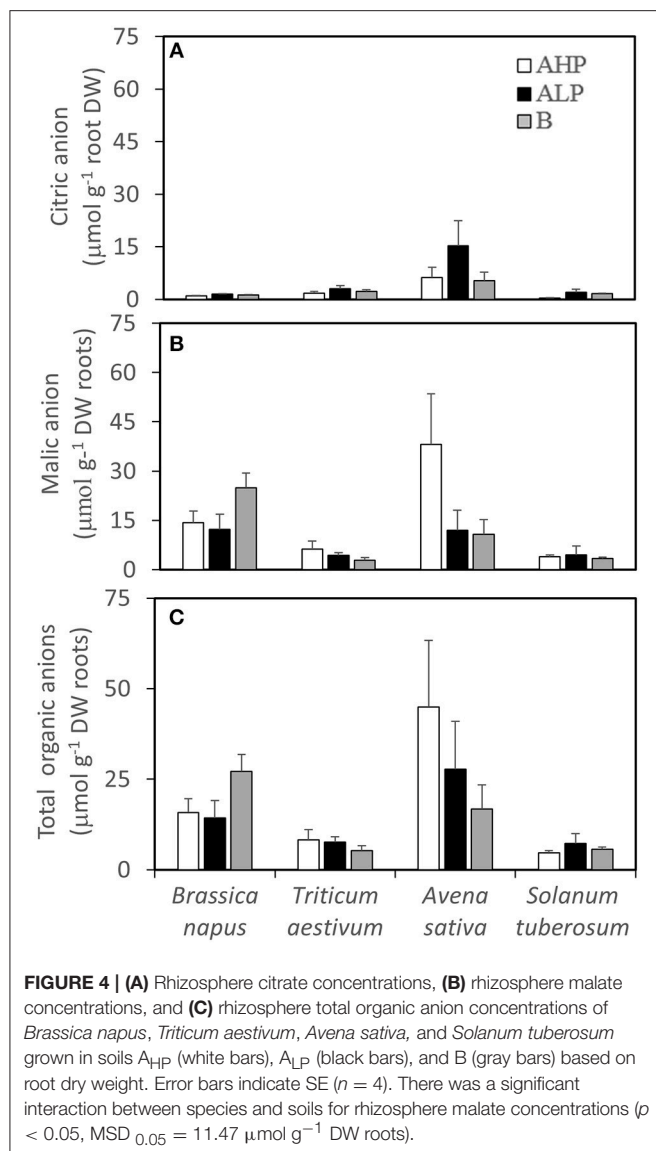 A
Citric anion
(µmol g⁻¹ root DW)
75
60
45
30
15
0
AHP
ALP
B
B
Malic anion
(µmol g-¹ DW roots)
75
60
45
30
15
0
C
Total organic anions
(µmol g⁻¹ DW roots)
75
50
25
0
Brassica
napus
Triticum
aestivum
Avena
sativa
Solanum
tuberosum
FIGURE 4 | (A) Rhizosphere citrate concentrations, (B) rhizosphere malate
concentrations, and (C) rhizosphere total organic anion concentrations of
Brassica napus, Triticum aestivum, Avena sativa, and Solanum tuberosum
grown in soils A_HP (white bars), A_LP (black bars), and B (gray bars) based on
root dry weight. Error bars indicate SE (n = 4). There was a significant
interaction between species and soils for rhizosphere malate concentrations (p
< 0.05, MSD 0.05 = 11.47 µmol g⁻¹ DW roots).